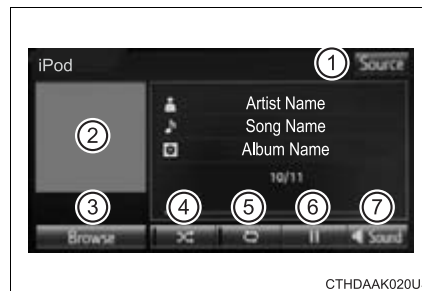 iPod
1 Source
Artist Name
2 Song Name
Album Name
10/11
3 4 5 6 7
Browse Sound
CTHDAAK020U